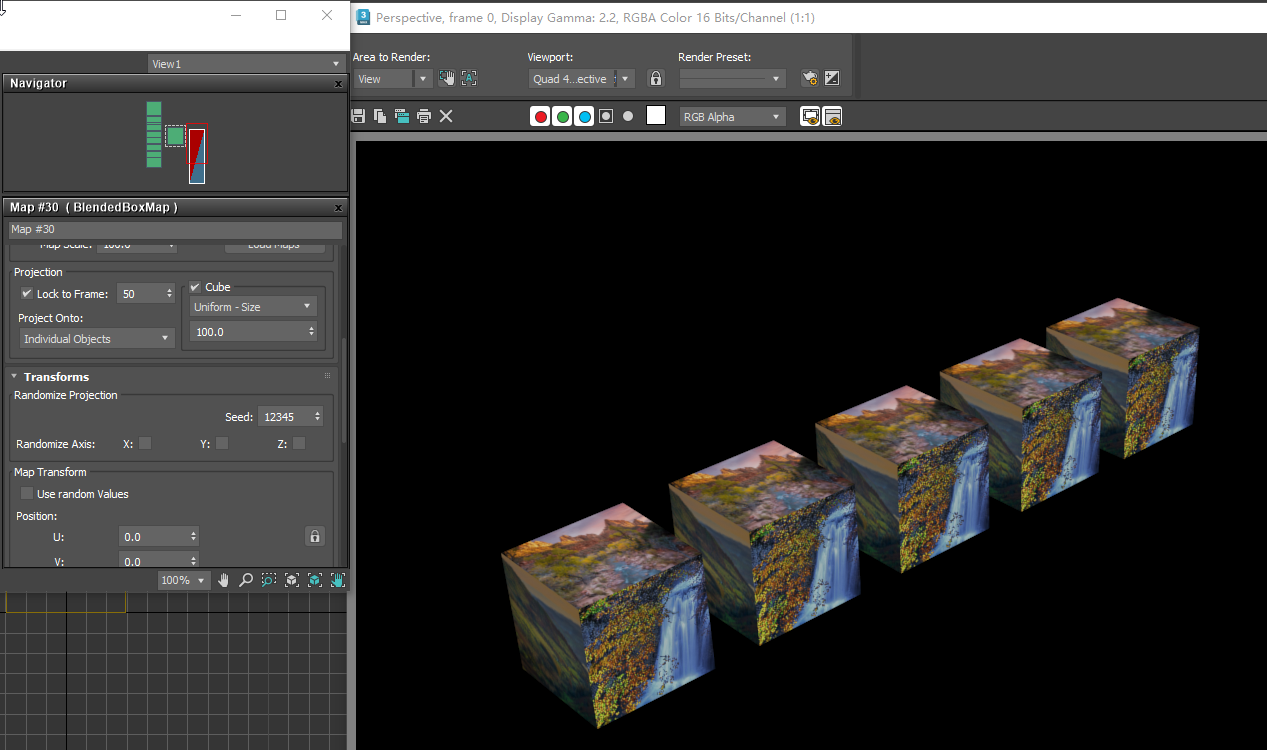 Perspective, frame 0, Display Gamma: 2.2, RGBA Color 16 Bits/Channel (1:1)
View1
Area to Render:
Viewport:
Render Preset:
View
Quad 4...ective
Navigator
RGB Alpha
Map #30 ( BlendedBoxMap )
Map #30
Map Scale: 100.0
Load Maps
Projection
Lock to Frame: 50
Cube
Uniform - Size
Project Onto:
100.0
Individual Objects
Transforms
Randomize Projection
Seed: 12345
Randomize Axis: X: Y: Z:
Map Transform
Use random Values
Position:
U: 0.0
V: 0.0
100%